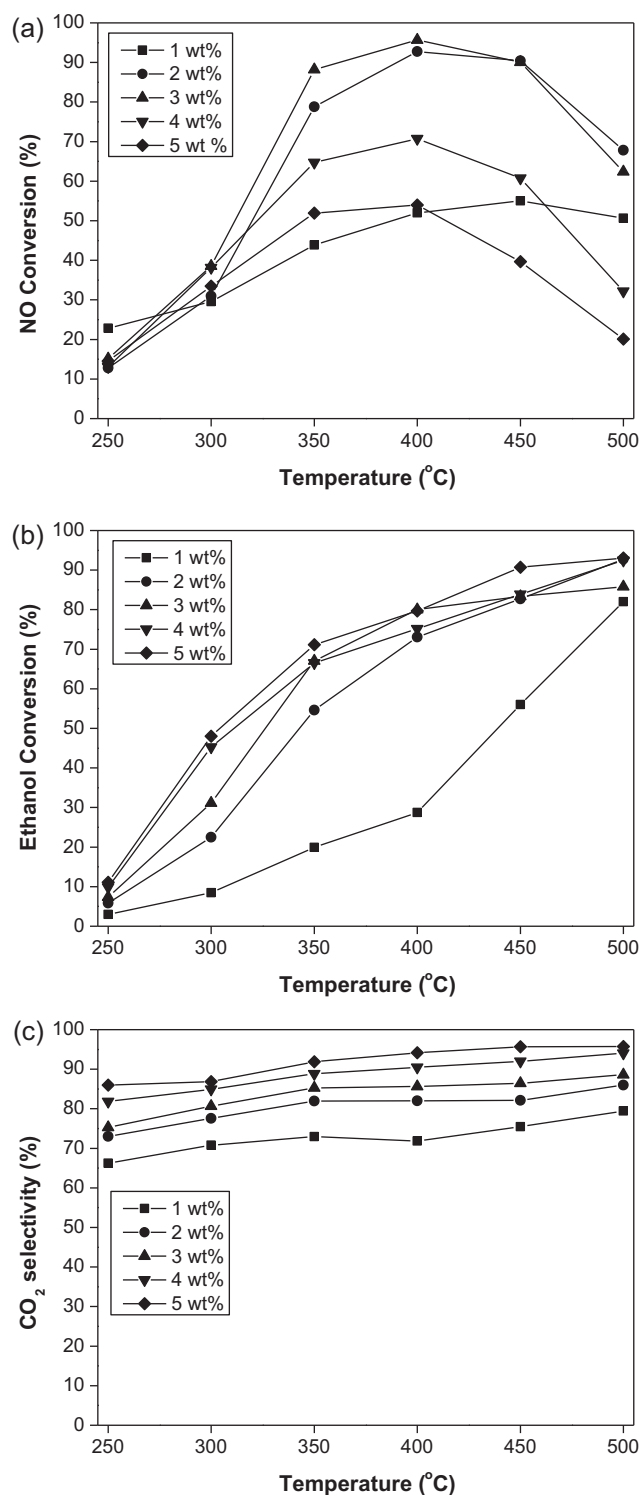 (a)
100
90
80
70
60
50
40
30
20
10
0
NO Conversion (%)
1 wt%
2 wt%
3 wt%
4 wt%
5 wt %
250 300 350 400 450 500
Temperature (°C)
(b)
100
90
80
70
60
50
40
30
20
10
0
Ethanol Conversion (%)
1 wt%
2 wt%
3 wt%
4 wt%
5 wt%
250 300 350 400 450 500
Temperature (°C)
(c)
100
90
80
70
60
50
40
30
20
10
0
CO₂ selectivity (%)
1 wt%
2 wt%
3 wt%
4 wt%
5 wt%
250 300 350 400 450 500
Temperature (°C)